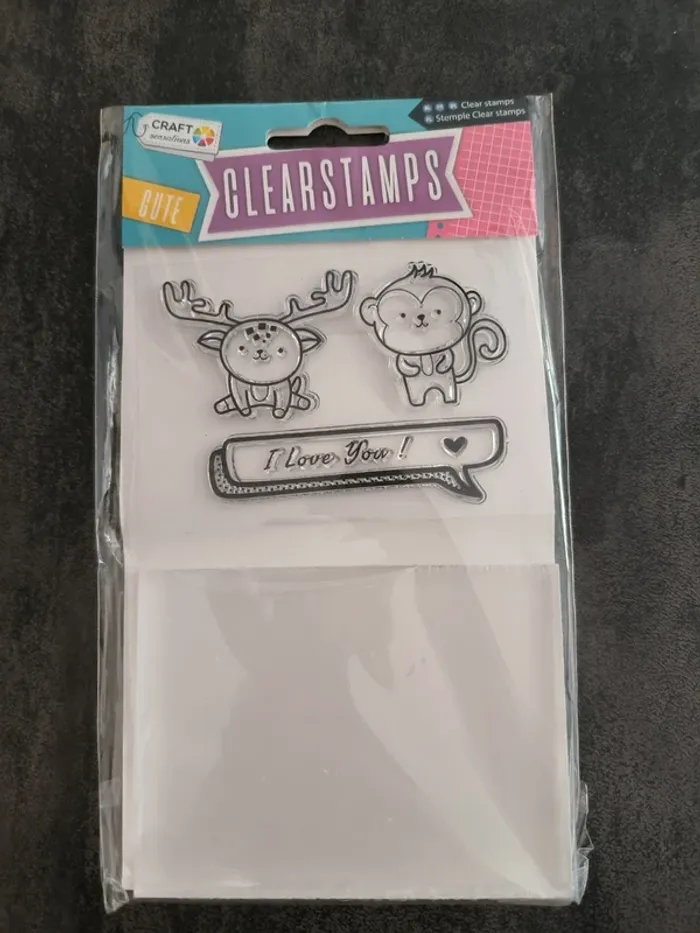 CRAFT
sensations
Clear stamps
Stemple Clear stamps
CUTE
CLEARSTAMPS
I Love You !